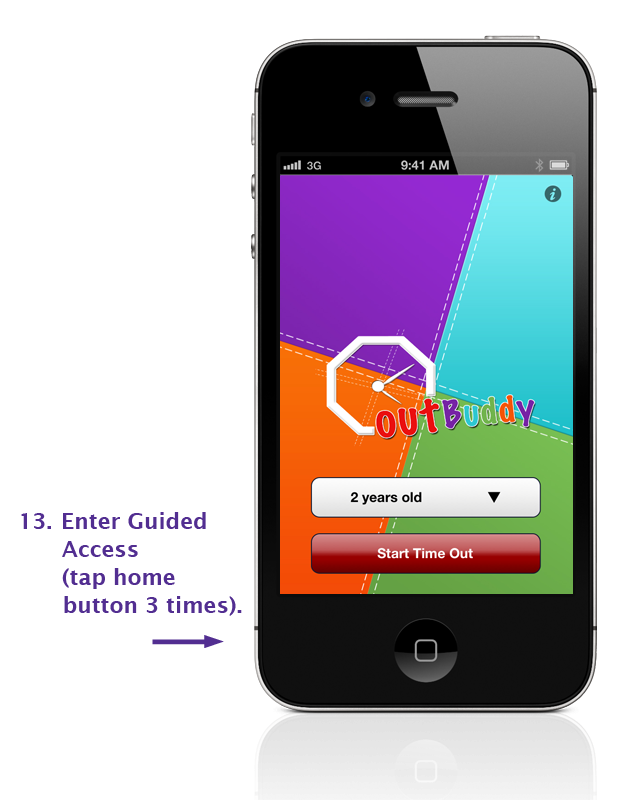 3G 9:41 AM
i
outBuddy
2 years old
Start Time Out
13. Enter Guided
Access
(tap home
button 3 times).